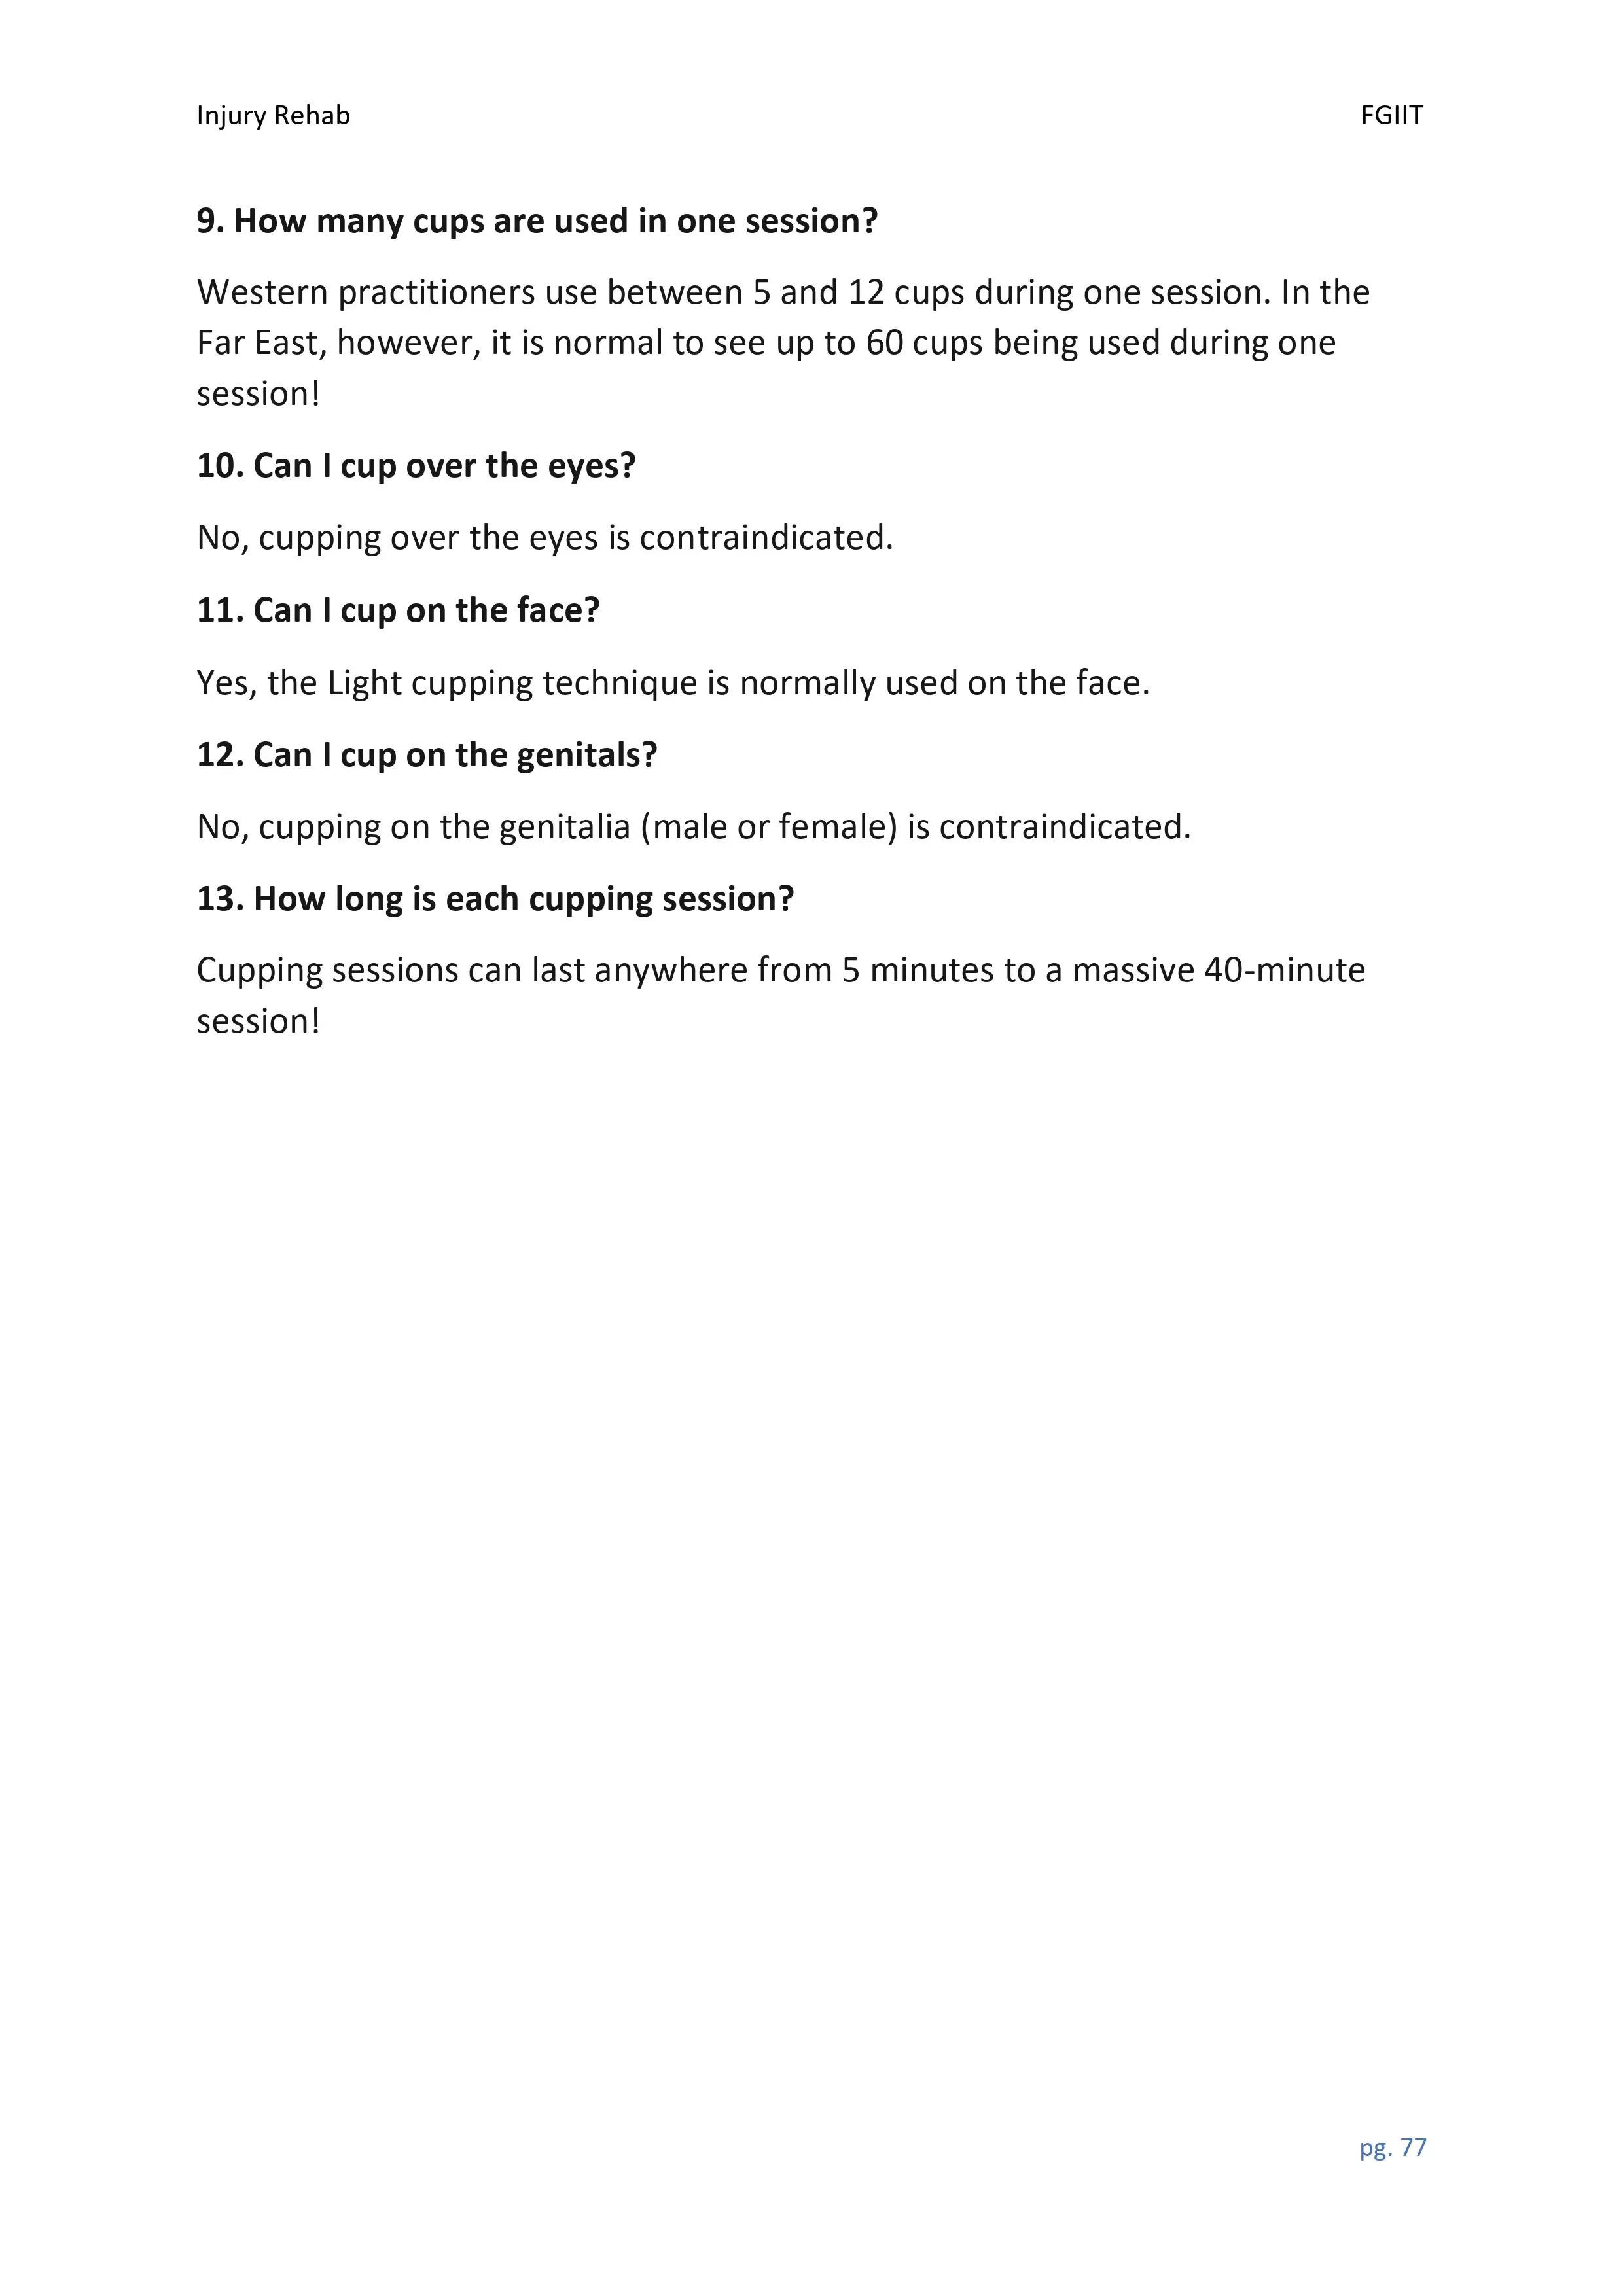 Injury Rehab FGIIT
9. How many cups are used in one session?
Western practitioners use between 5 and 12 cups during one session. In the
Far East, however, it is normal to see up to 60 cups being used during one
session!
10. Can I cup over the eyes?
No, cupping over the eyes is contraindicated.
11. Can I cup on the face?
Yes, the Light cupping technique is normally used on the face.
12. Can I cup on the genitals?
No, cupping on the genitalia (male or female) is contraindicated.
13. How long is each cupping session?
Cupping sessions can last anywhere from 5 minutes to a massive 40-minute
session!
pg. 77